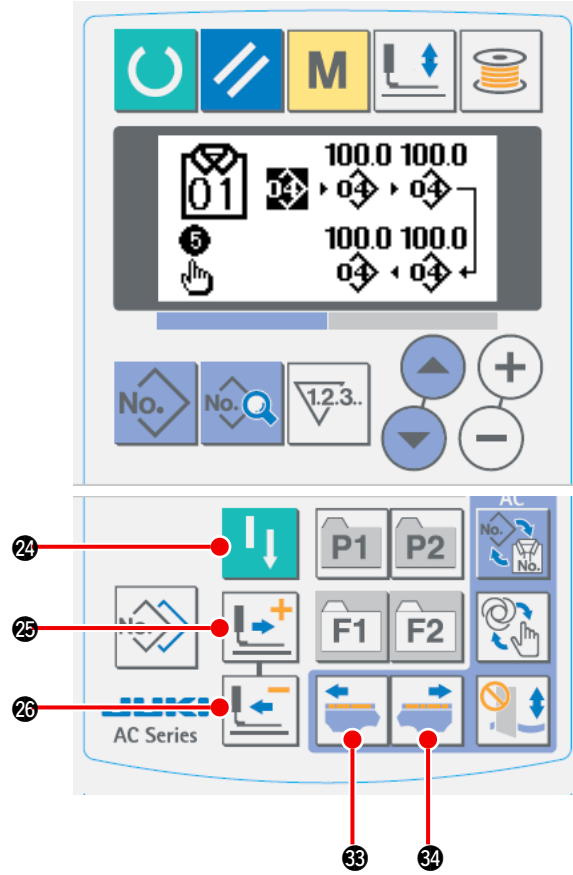 M
100.0 100.0
01
04 04 04
5
100.0 100.0
04 04
No.
No.
1.2.3..
+
−
AC
24
P1 P2
No.
No.
No.
25
+
F1 F2
26
−
JUKI
AC Series
33 34